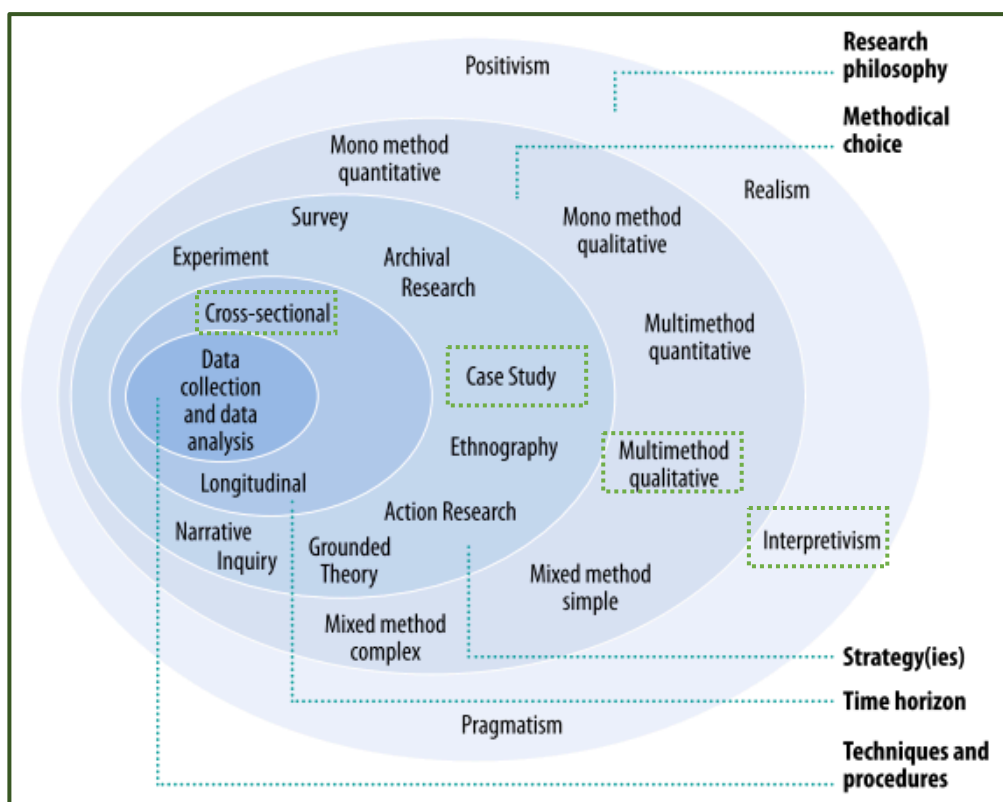 Positivism
Research
philosophy
Methodical
choice
Mono method
quantitative
Realism
Survey
Mono method
qualitative
Experiment
Archival
Research
Cross-sectional
Multimethod
quantitative
Data
collection
and data
analysis
Case Study
Ethnography
Multimethod
qualitative
Longitudinal
Action Research
Narrative
Inquiry
Grounded
Theory
Interpretivism
Mixed method
simple
Mixed method
complex
Strategy(ies)
Time horizon
Pragmatism
Techniques and
procedures